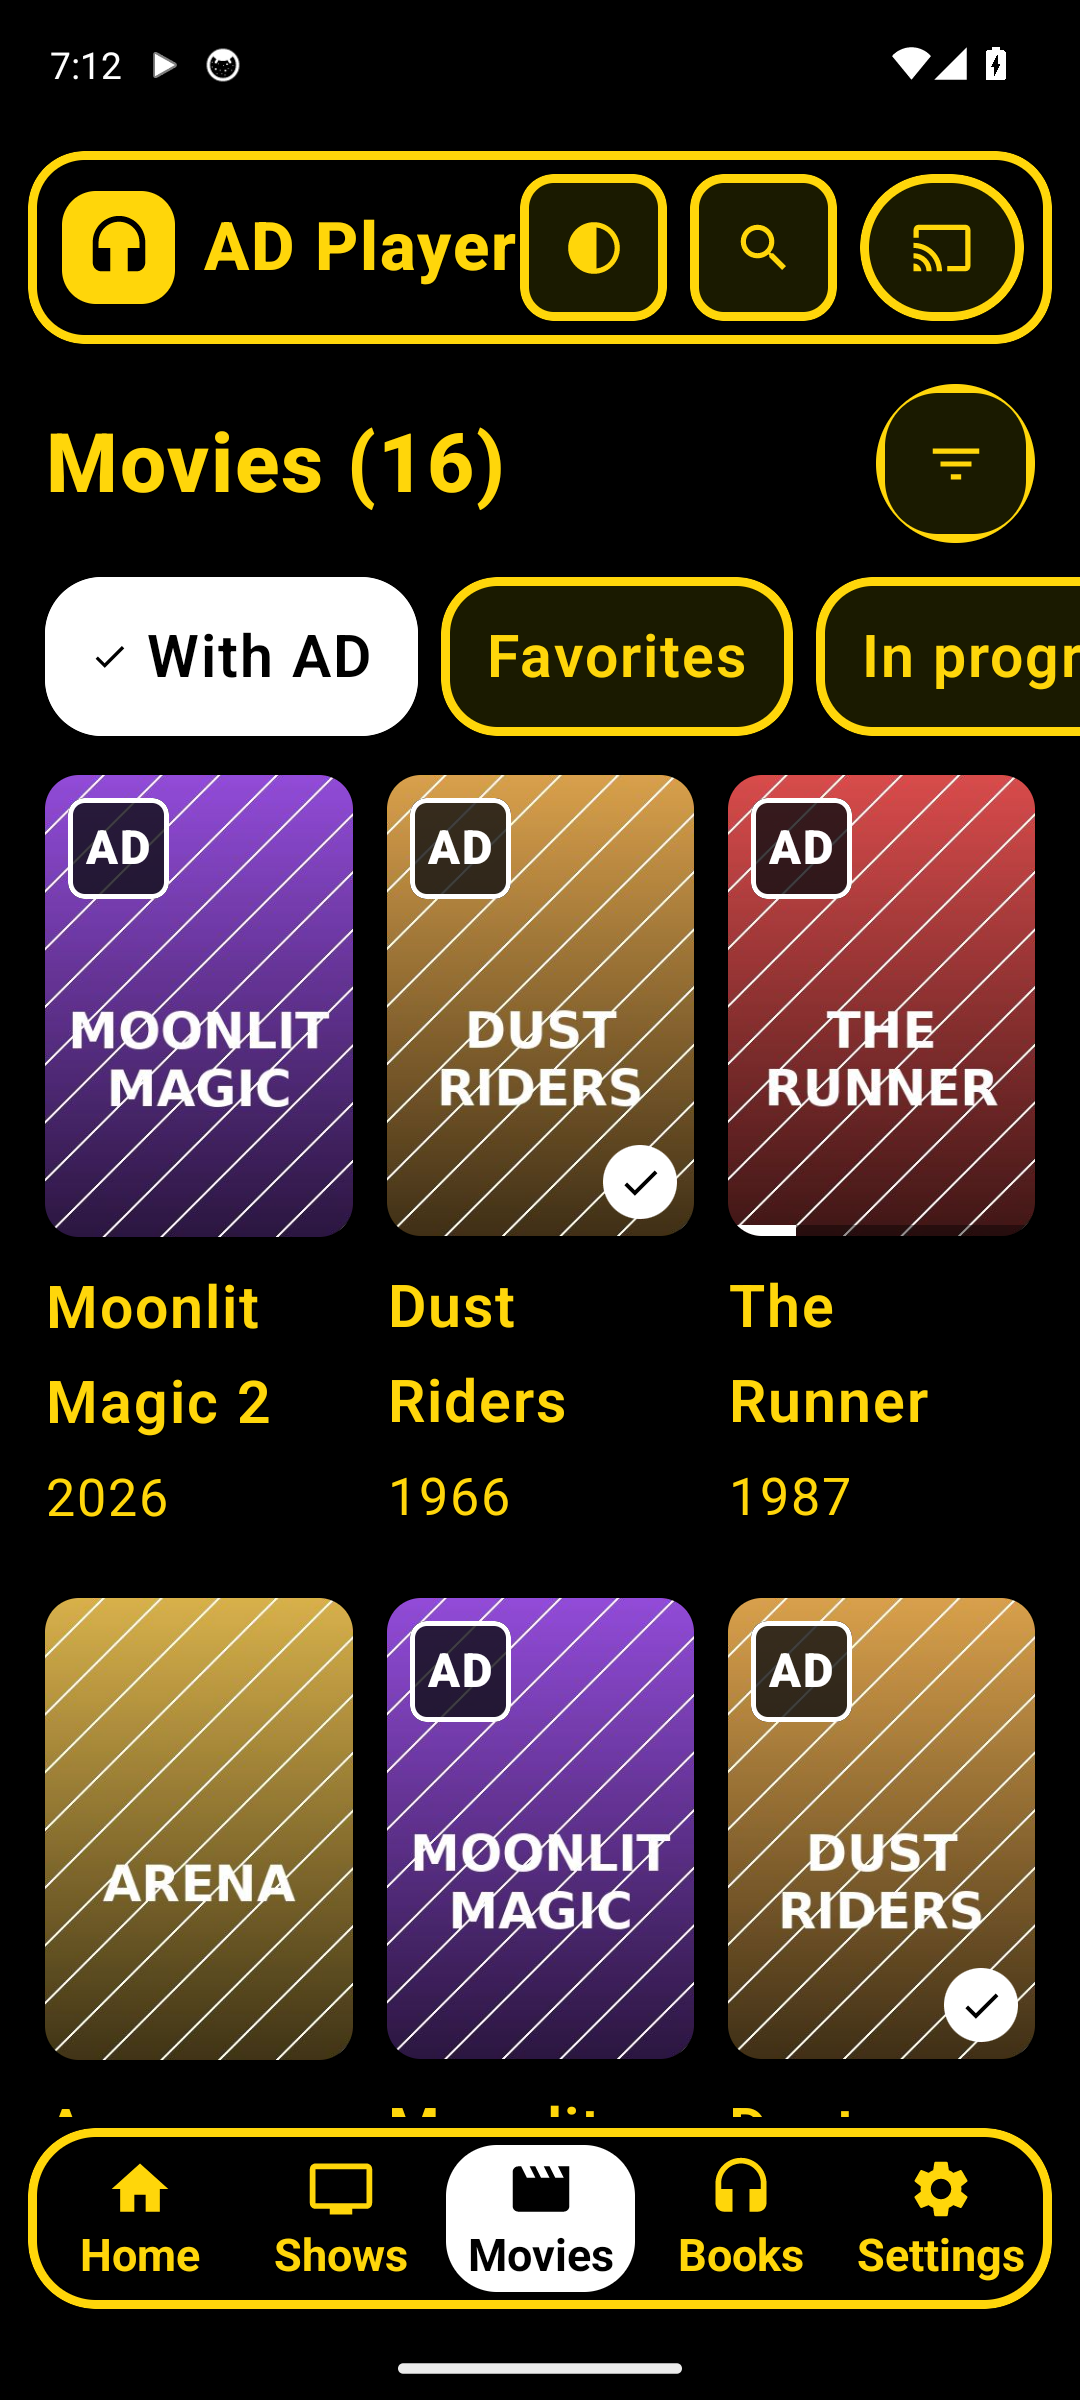 7:12
AD Player
Movies (16)
With AD
Favorites
In progr
AD
AD
AD
MOONLIT
MAGIC
DUST
RIDERS
THE
RUNNER
Moonlit
Magic 2
2026
Dust
Riders
1966
The
Runner
1987
AD
AD
ARENA
MOONLIT
MAGIC
DUST
RIDERS
Home
Shows
Movies
Books
Settings